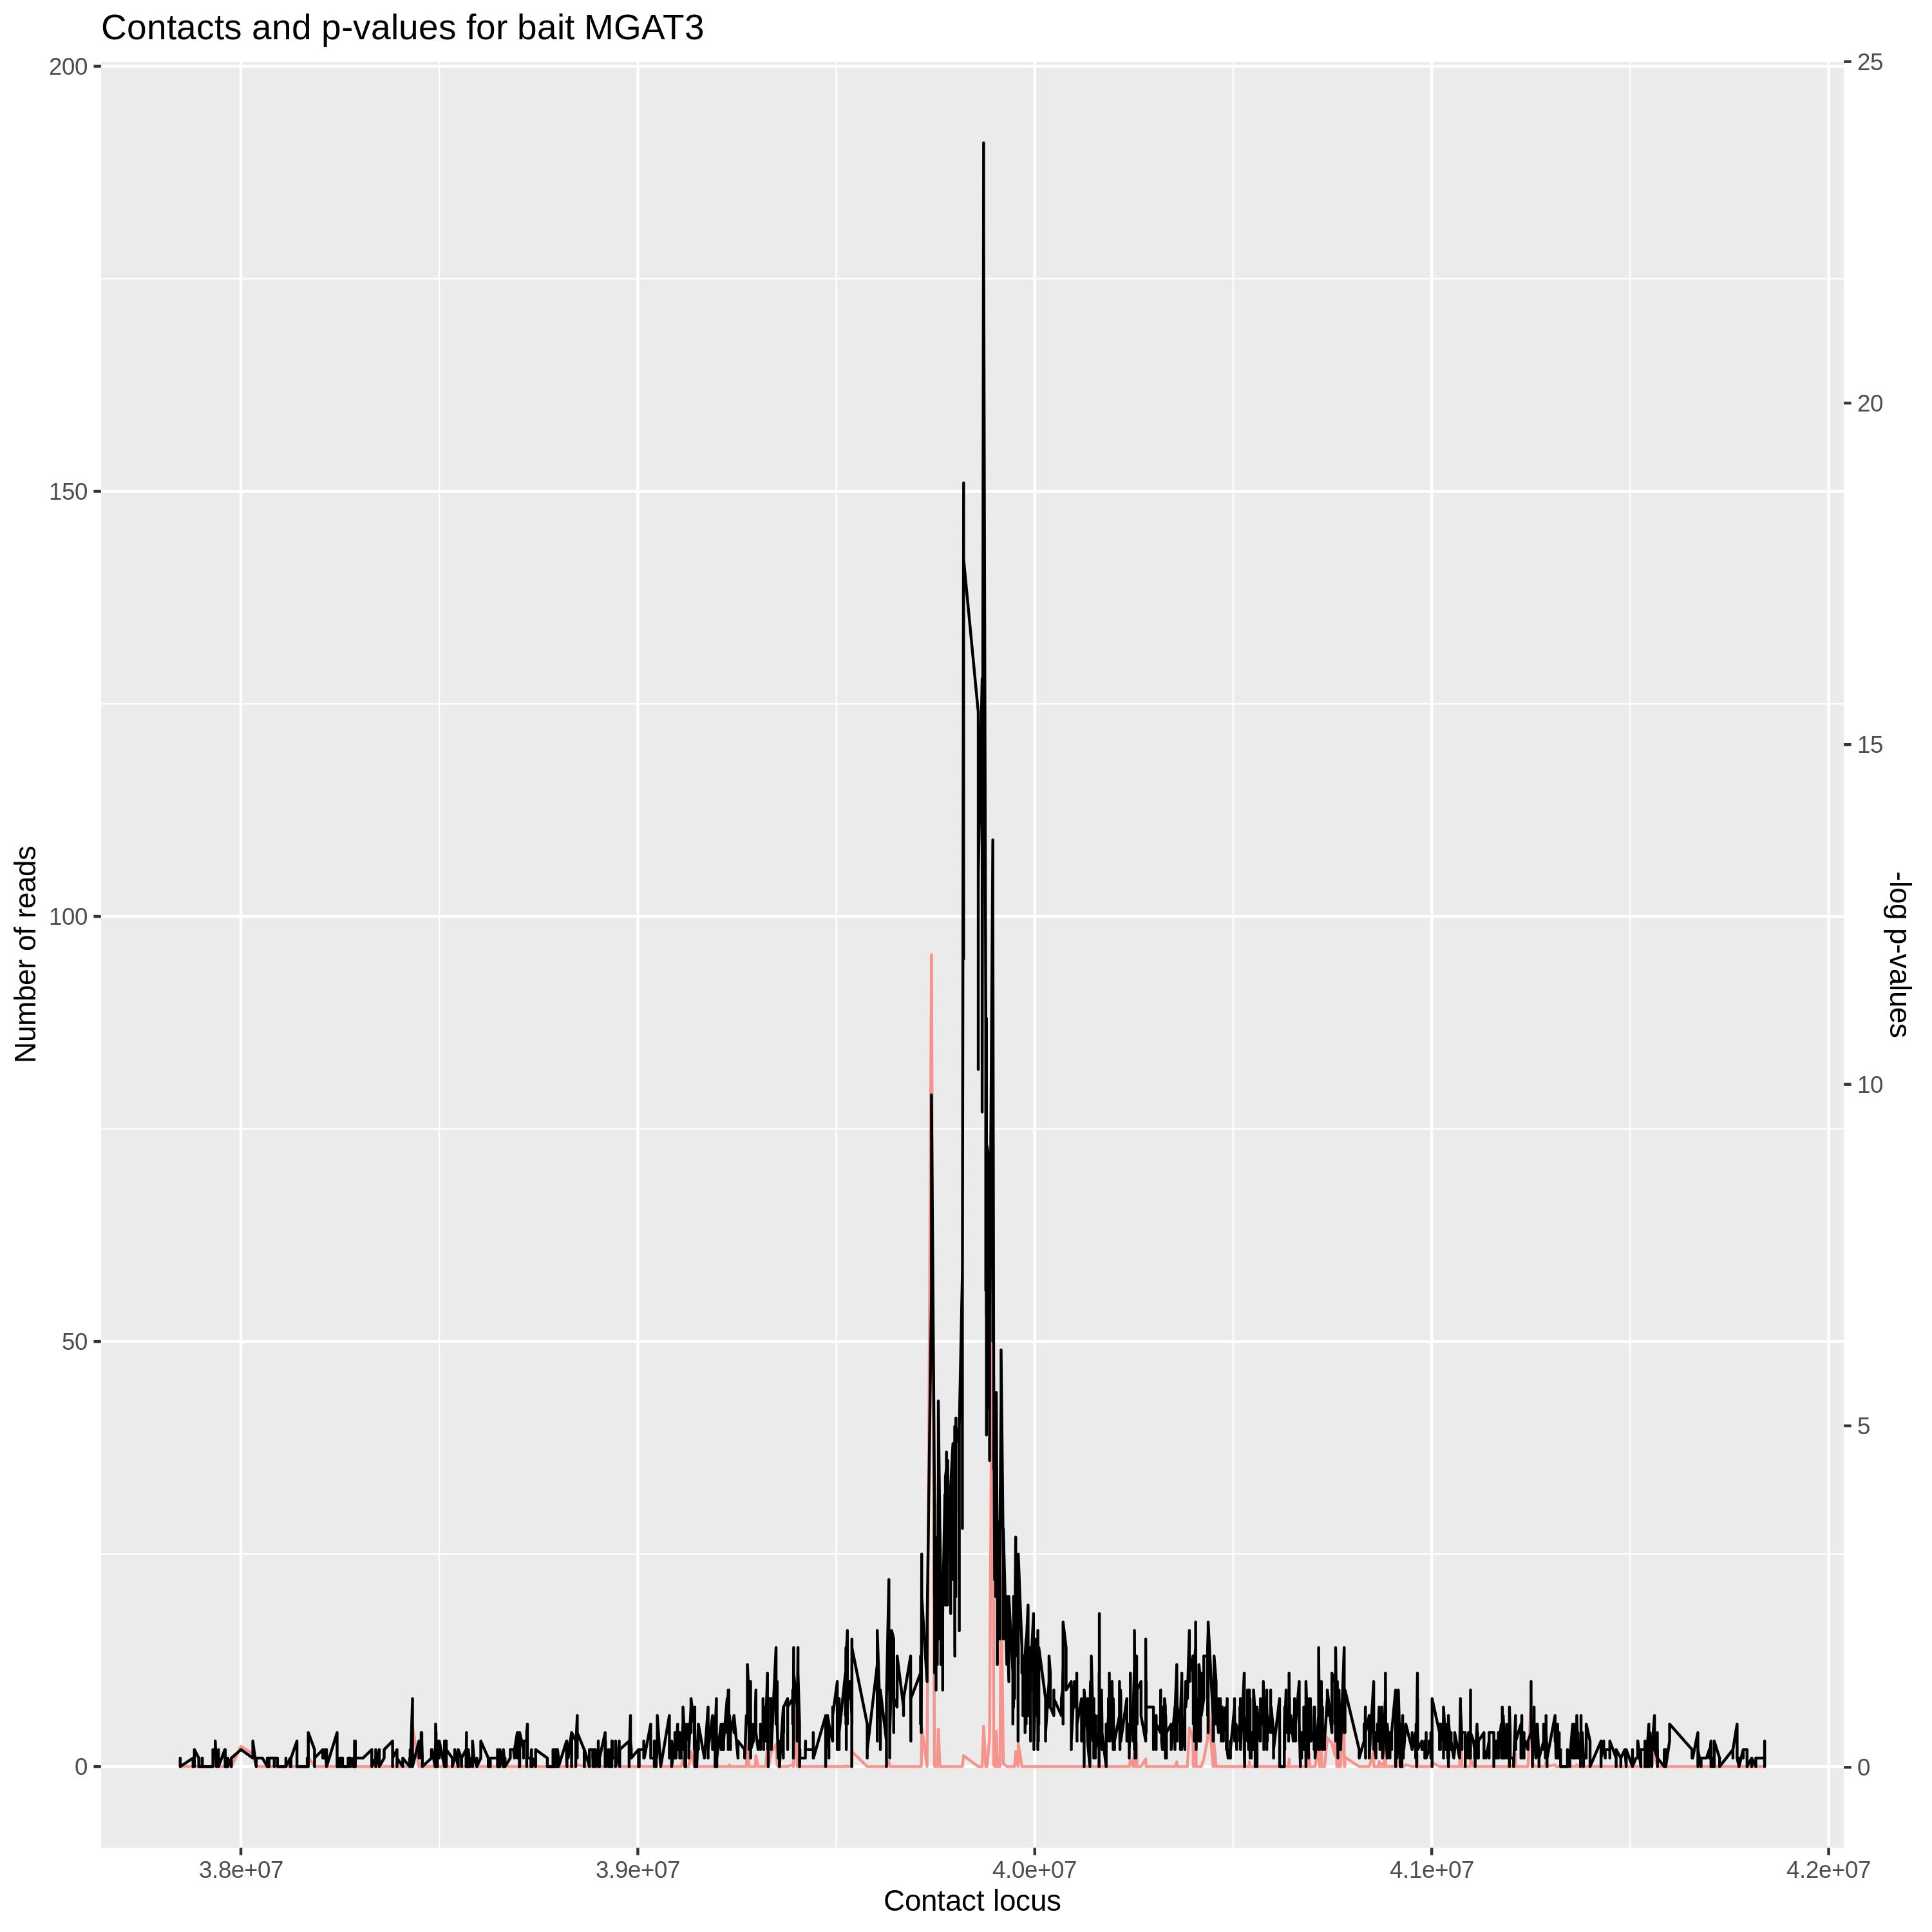 Contacts and p-values for bait MGAT3
200
150
100
50
0
Number of reads
25
20
15
10
5
0
-log p-values
3.8e+07
3.9e+07
4.0e+07
4.1e+07
4.2e+07
Contact locus